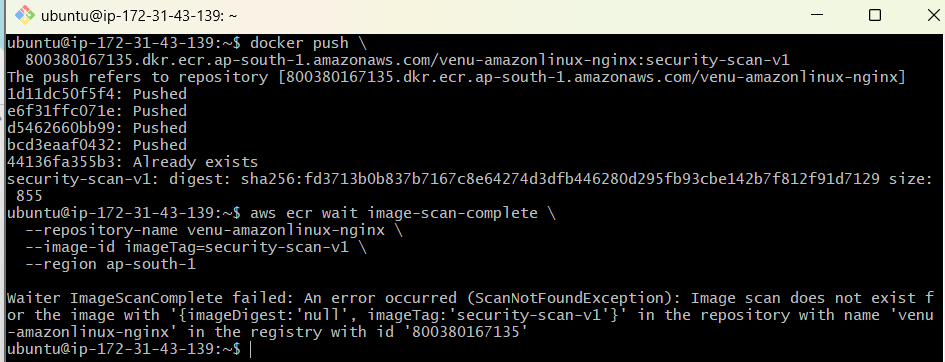 ubuntu@ip-172-31-43-139: ~
ubuntu@ip-172-31-43-139:~$ docker push \
  800380167135.dkr.ecr.ap-south-1.amazonaws.com/venu-amazonlinux-nginx:security-scan-v1
The push refers to repository [800380167135.dkr.ecr.ap-south-1.amazonaws.com/venu-amazonlinux-nginx]
1d11dc50f5f4: Pushed
e6f31ffc071e: Pushed
d5462660bb99: Pushed
bcd3eaaf0432: Pushed
44136fa355b3: Already exists
security-scan-v1: digest: sha256:fd3713b0b837b7167c8e64274d3dfb446280d295fb93cbe142b7f812f91d7129 size:
 855
ubuntu@ip-172-31-43-139:~$ aws ecr wait image-scan-complete \
  --repository-name venu-amazonlinux-nginx \
  --image-id imageTag=security-scan-v1 \
  --region ap-south-1

Waiter ImageScanComplete failed: An error occurred (ScanNotFoundException): Image scan does not exist f
or the image with '{imageDigest:'null', imageTag:'security-scan-v1'}' in the repository with name 'venu
-amazonlinux-nginx' in the registry with id '800380167135'
ubuntu@ip-172-31-43-139:~$